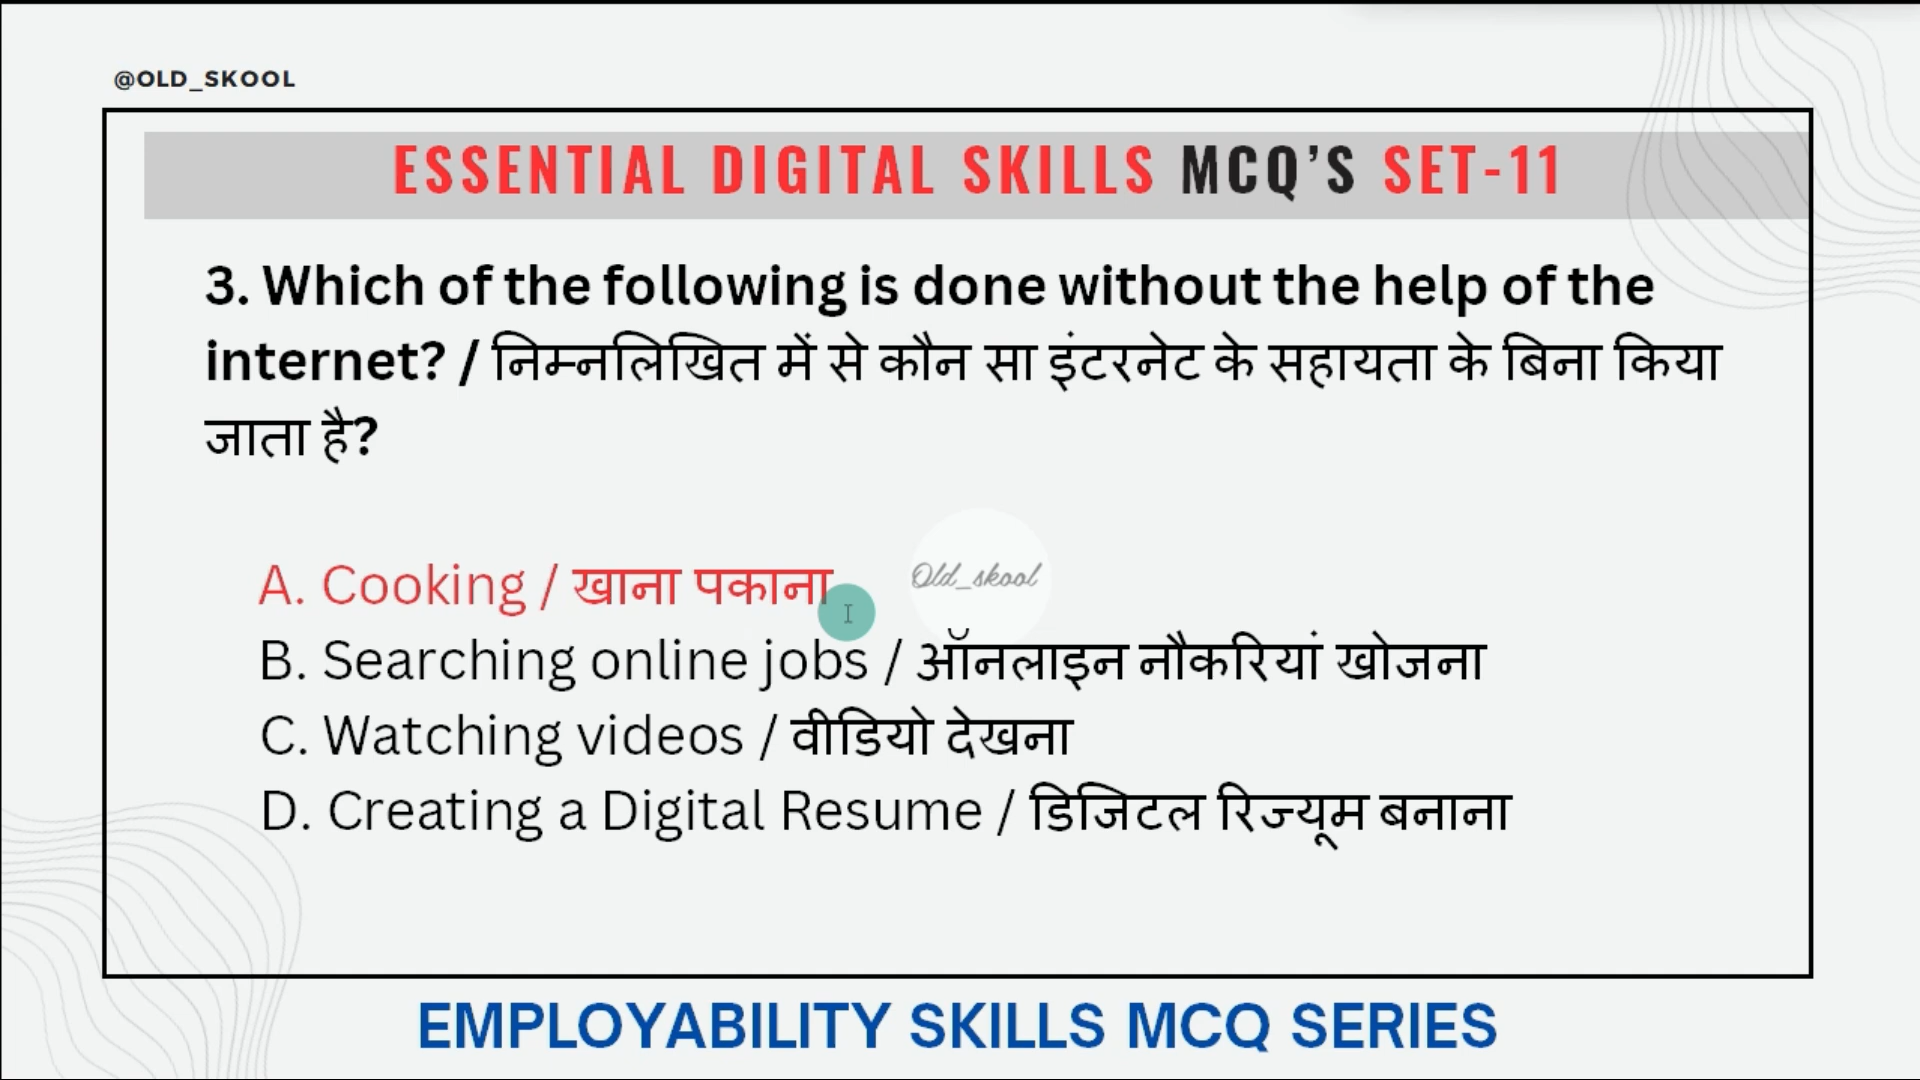 @OLD_SKOOL
ESSENTIAL DIGITAL SKILLS MCQ'S SET-11
3. Which of the following is done without the help of the
internet? / निम्नलिखित में से कौन सा इंटरनेट के सहायता के बिना किया
जाता है?
A. Cooking / खाना पकाना
Old_skool
B. Searching online jobs / ऑनलाइन नौकरियां खोजना
C. Watching videos / वीडियो देखना
D. Creating a Digital Resume / डिजिटल रिज्यूम बनाना
EMPLOYABILITY SKILLS MCQ SERIES